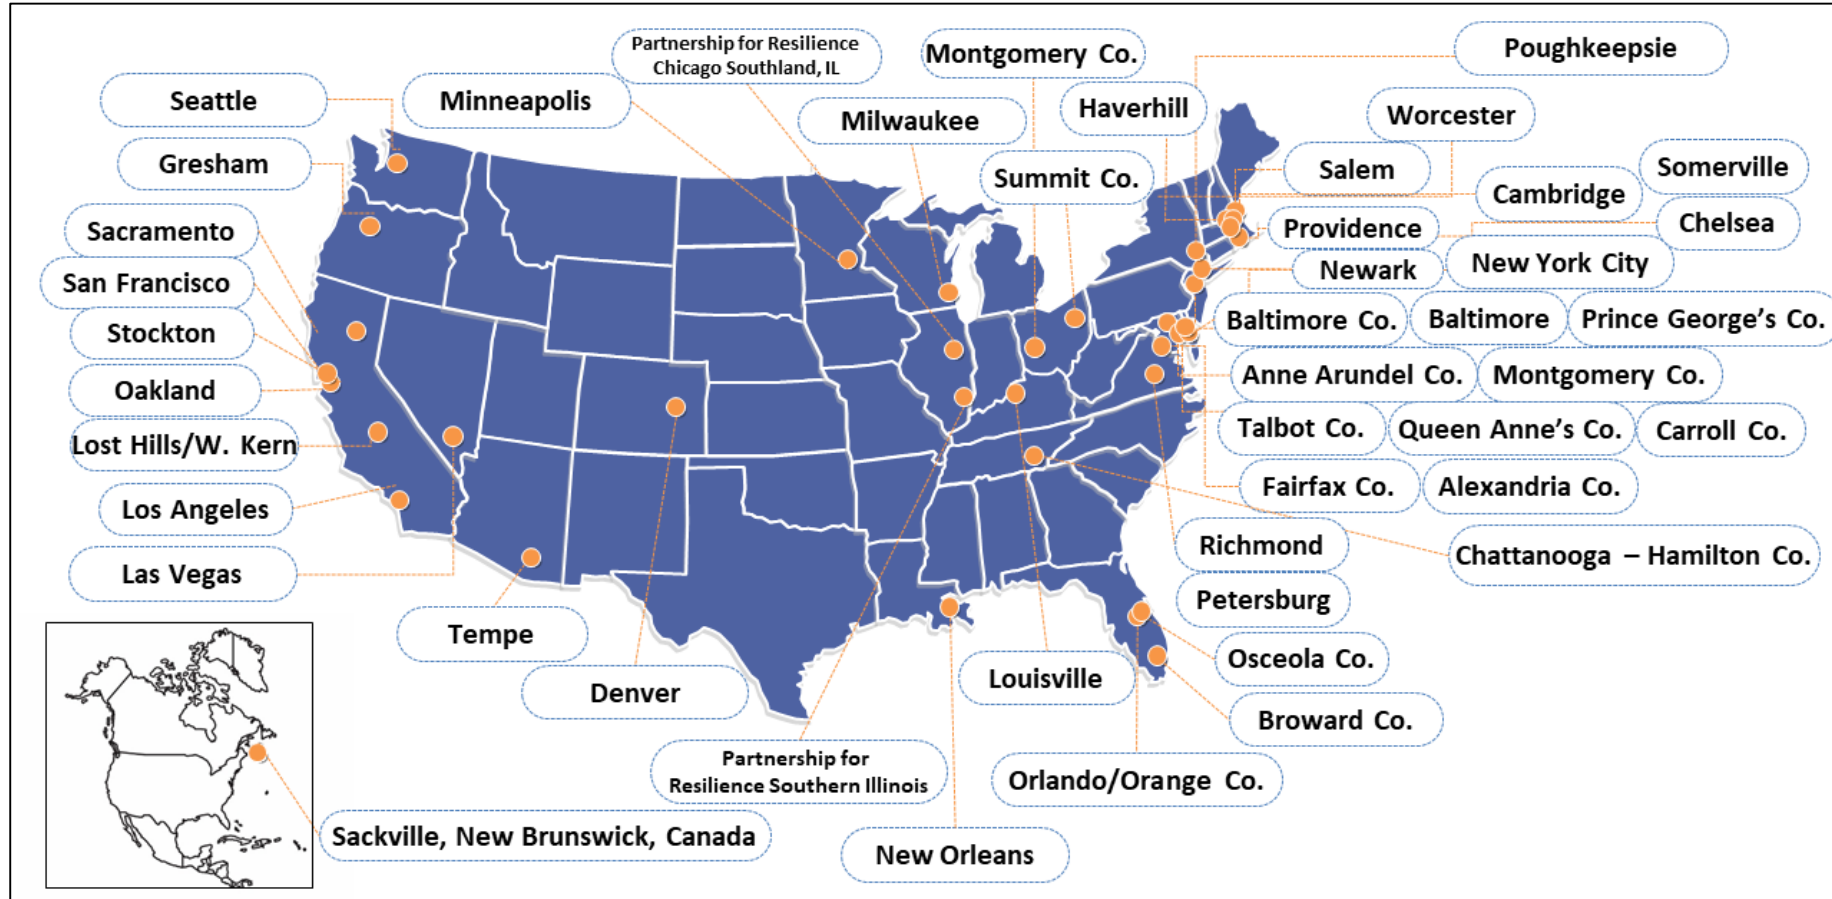 Partnership for Resilience
Chicago Southland, IL
Montgomery Co.
Poughkeepsie
Seattle
Minneapolis
Milwaukee
Haverhill
Worcester
Gresham
Summit Co.
Salem
Somerville
Cambridge
Sacramento
Providence
Chelsea
San Francisco
Newark
New York City
Stockton
Baltimore Co.
Baltimore
Prince George’s Co.
Oakland
Anne Arundel Co.
Montgomery Co.
Lost Hills/W. Kern
Talbot Co.
Queen Anne’s Co.
Carroll Co.
Los Angeles
Fairfax Co.
Alexandria Co.
Las Vegas
Richmond
Chattanooga – Hamilton Co.
Petersburg
Tempe
Osceola Co.
Denver
Louisville
Broward Co.
Partnership for
Resilience Southern Illinois
Orlando/Orange Co.
Sackville, New Brunswick, Canada
New Orleans